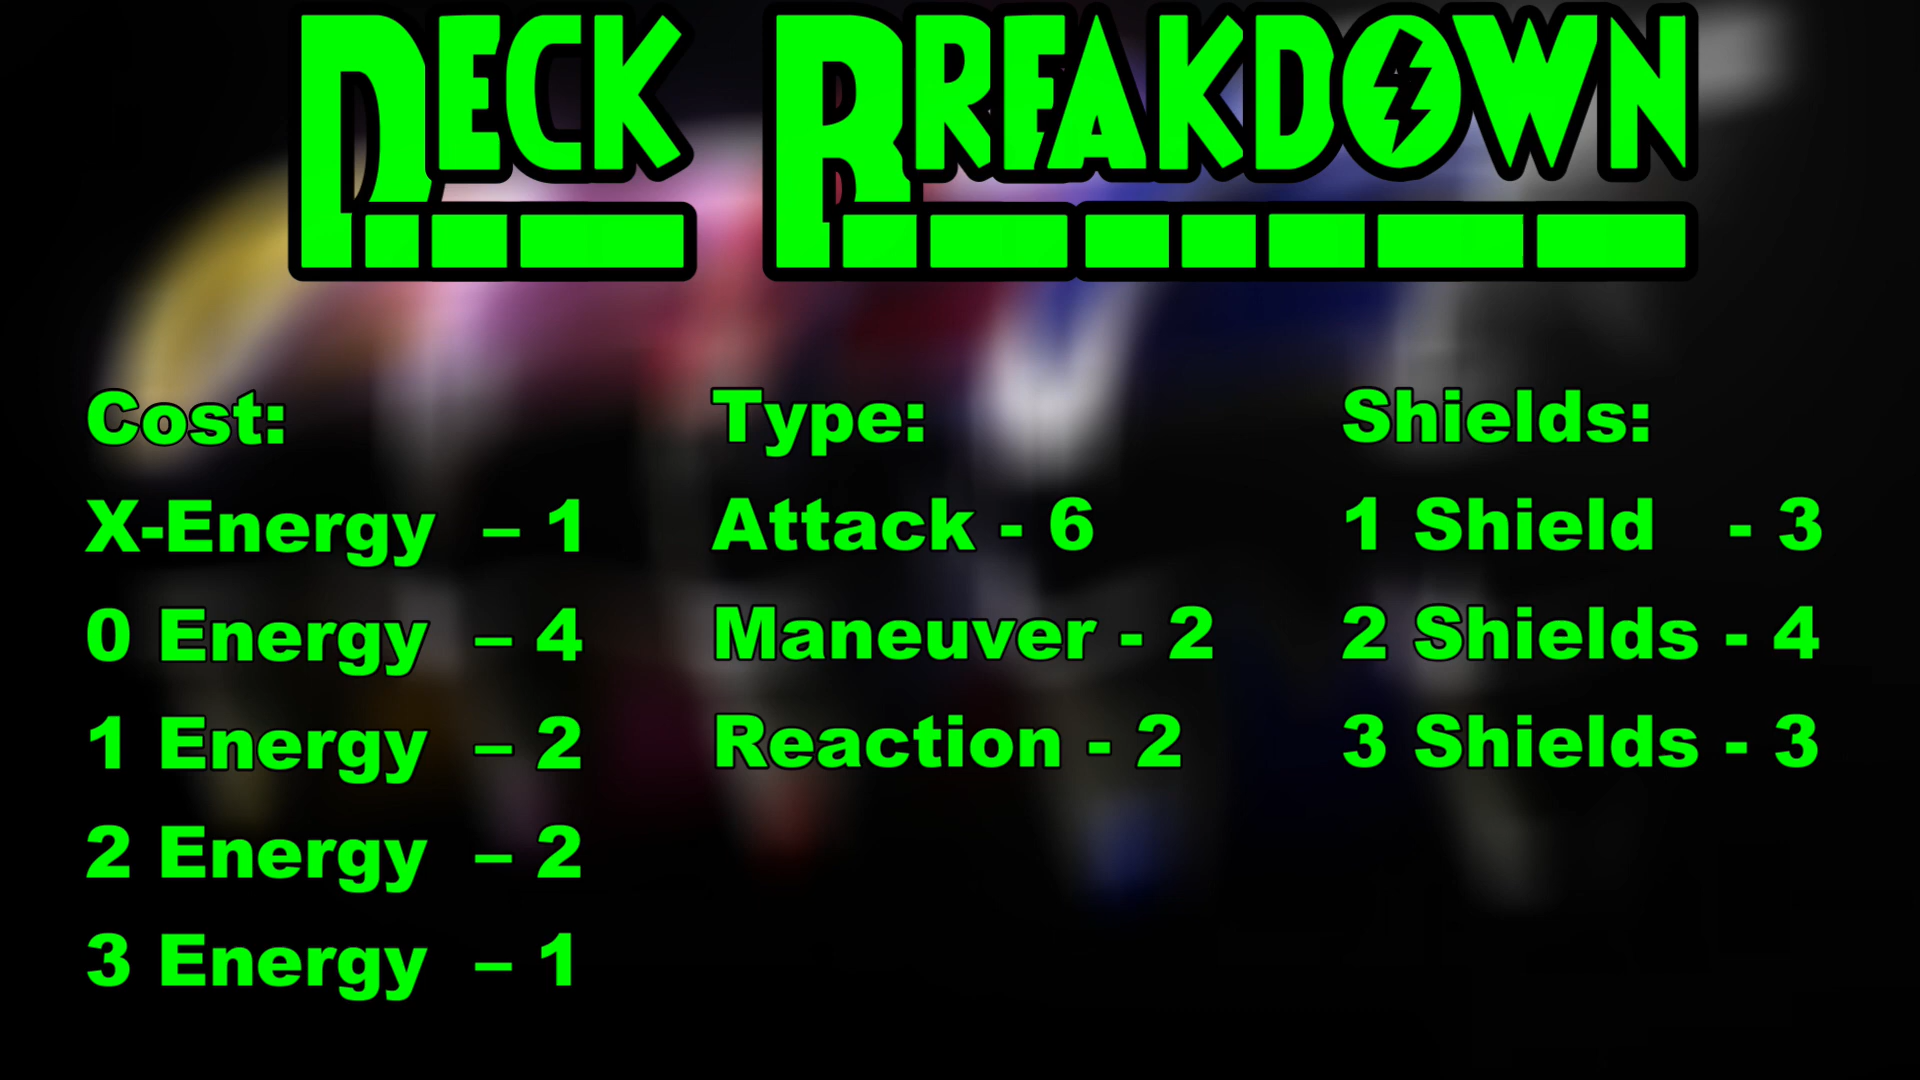 DECK BREAKDOWN
Cost:
X-Energy – 1
0 Energy – 4
1 Energy – 2
2 Energy – 2
3 Energy – 1
Type:
Attack - 6
Maneuver - 2
Reaction - 2
Shields:
1 Shield - 3
2 Shields - 4
3 Shields - 3